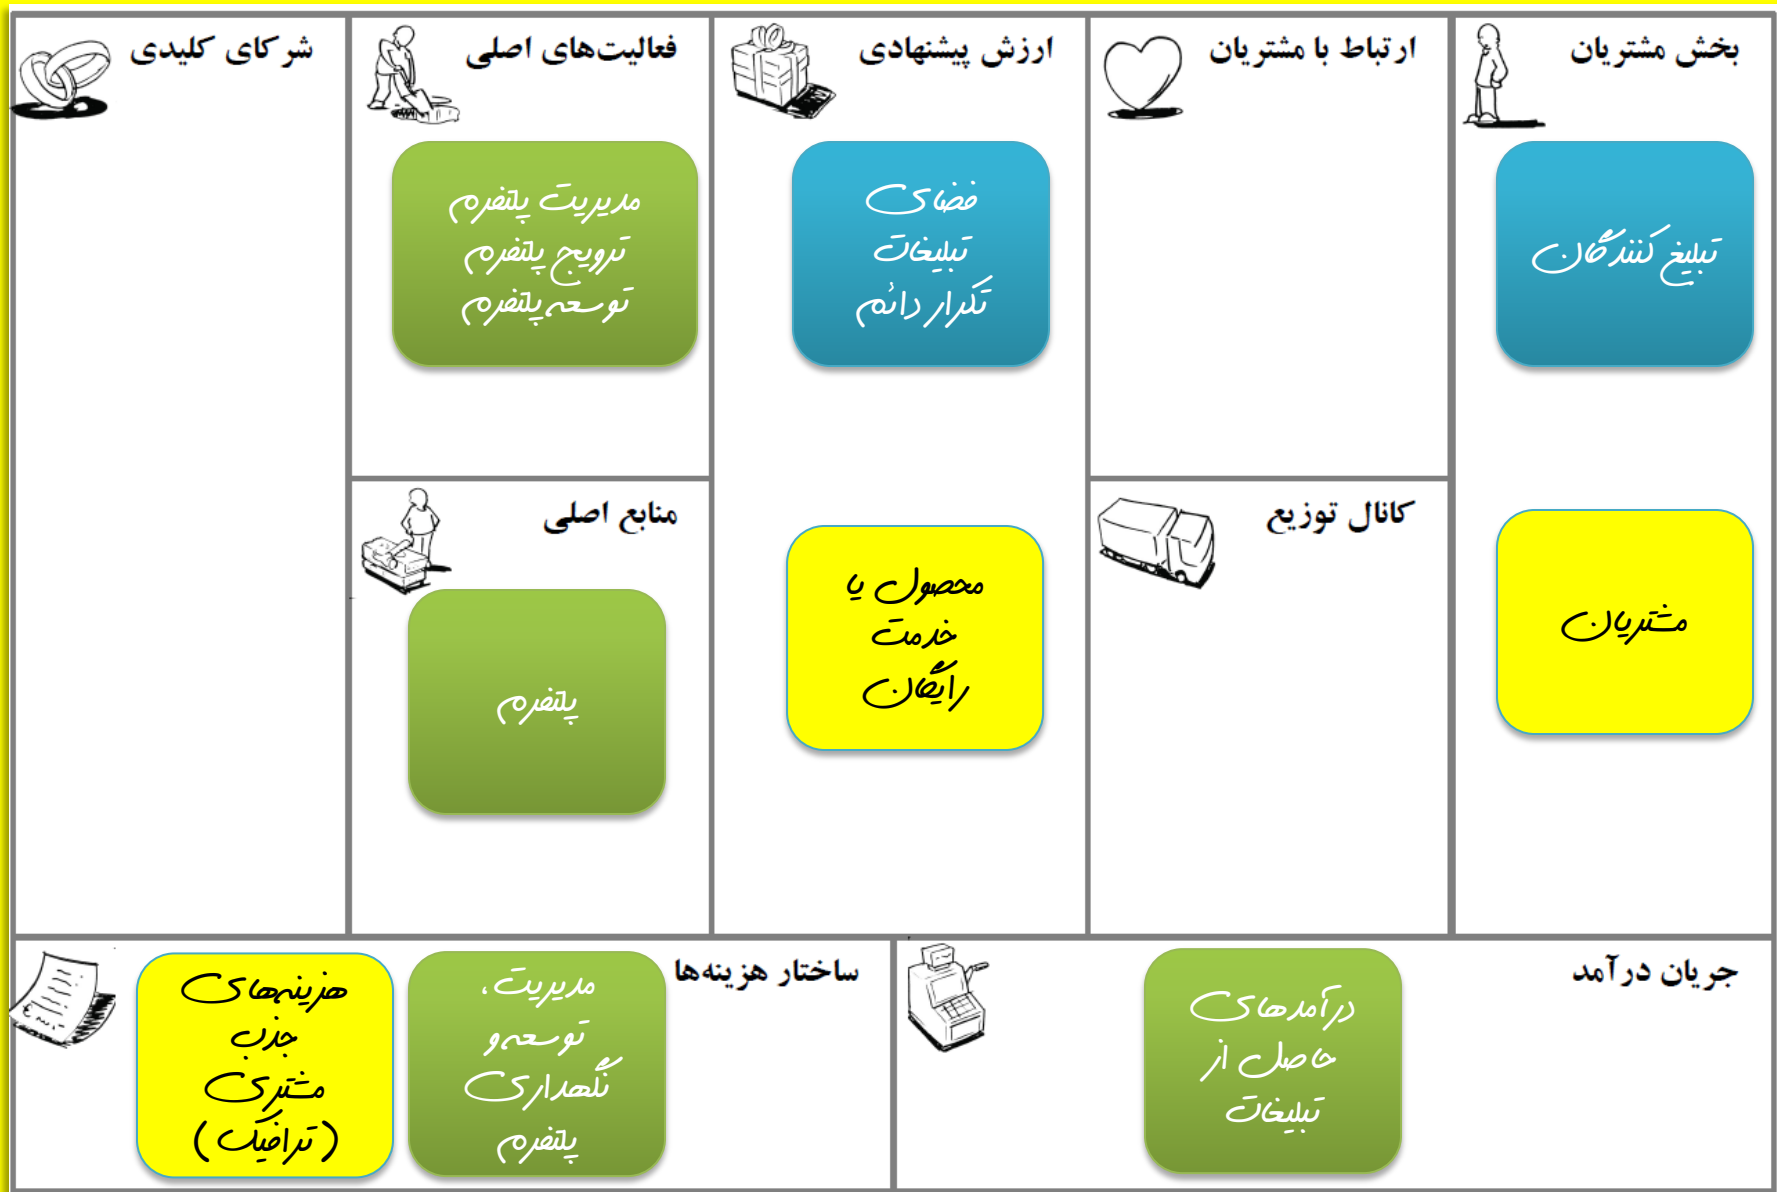 بخش مشتریان
تبلیغ کنندگان
مشتریان
ارتباط با مشتریان
کانال توزیع
ارزش پیشنهادی
فضای
تبلیغات
تکرار دائم
محصول یا
خدمت
رایگان
فعالیت‌های اصلی
مدیریت پلتفرم
ترویج پلتفرم
توسعه پلتفرم
منابع اصلی
پلتفرم
شرکای کلیدی
جریان درآمد
درآمدهای
حاصل از
تبلیغات
ساختار هزینه‌ها
مدیریت،
توسعه و
نگهداری
پلتفرم
هزینه‌های
جذب
مشتری
(ترافیک)